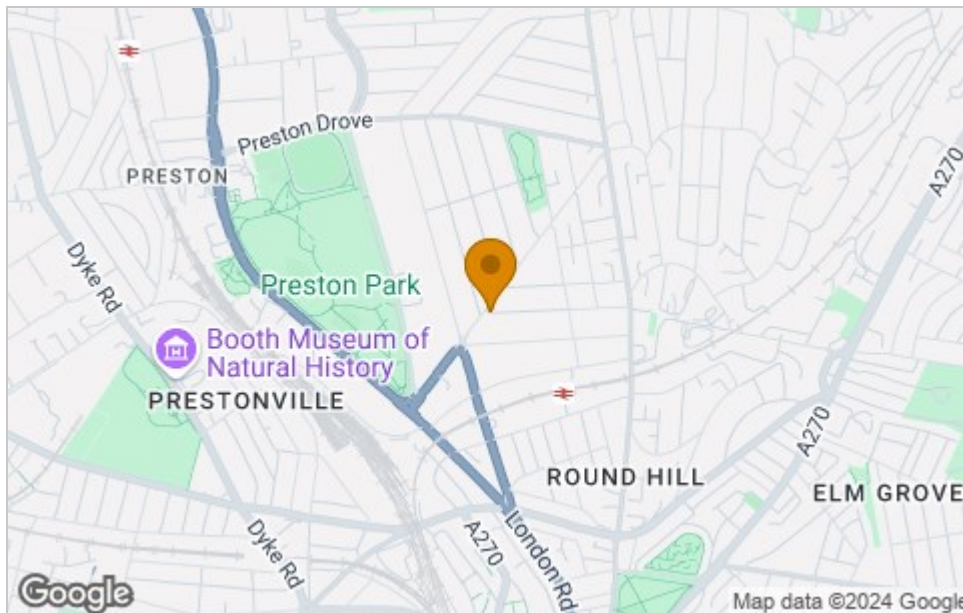 Preston Drove
PRESTON
A270
Dyke Rd
Preston Park
Booth Museum of
Natural History
PRESTONVILLE
A270
ROUND HILL
ELM GROVE
Dyke Rd
A270
London Rd
Google
Map data ©2024 Google